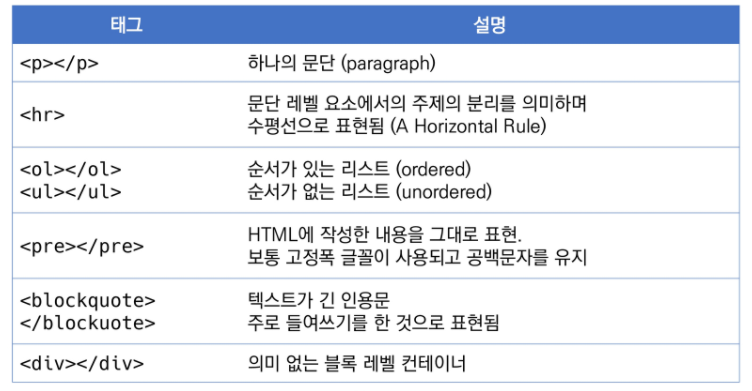 태그 설명
<p></p> 하나의 문단 (paragraph)
<hr> 문단 레벨 요소에서의 주제의 분리를 의미하며
수평선으로 표현됨 (A Horizontal Rule)
<ol></ol> 순서가 있는 리스트 (ordered)
<ul></ul> 순서가 없는 리스트 (unordered)
<pre></pre> HTML에 작성한 내용을 그대로 표현.
보통 고정폭 글꼴이 사용되고 공백문자를 유지
<blockquote> 텍스트가 긴 인용문
</blockuote> 주로 들여쓰기를 한 것으로 표현됨
<div></div> 의미 없는 블록 레벨 컨테이너